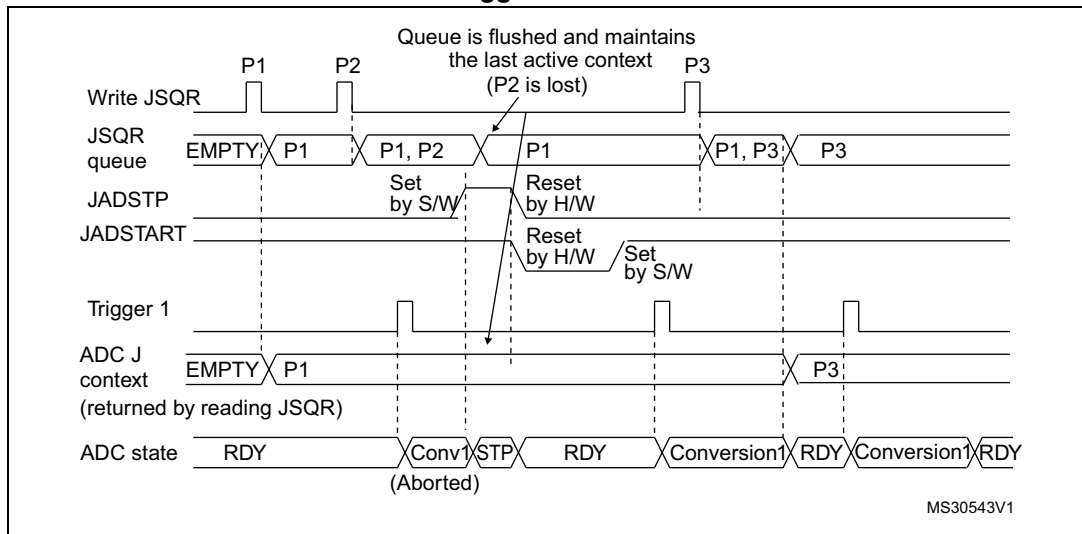 Queue is flushed and maintains
the last active context
(P2 is lost)
P1
P2
P3
Write JSQR
JSQR
queue
EMPTY
P1
P1, P2
P1
P1, P3
P3
Set
by S/W
Reset
by H/W
JADSTP
JADSTART
Reset
by H/W
Set
by S/W
Trigger 1
ADC J
context
EMPTY
P1
P3
(returned by reading JSQR)
ADC state
RDY
Conv1
STP
RDY
Conversion1
RDY
Conversion1
RDY
(Aborted)
MS30543V1